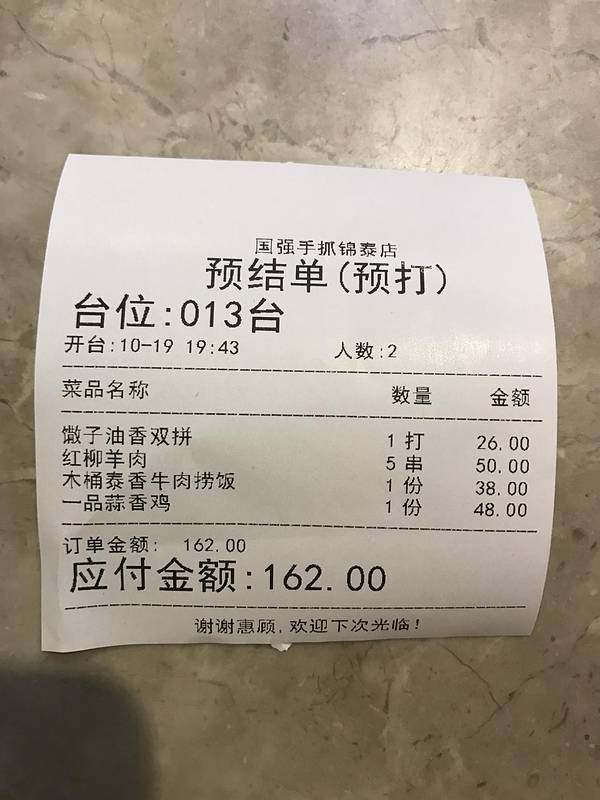 国强手抓锦泰店
预结单(预打)
台位:013台
开台:10-19 19:43 人数:2
菜品名称 数量 金额
馓子油香双拼 1 打 26.00
红柳羊肉 5 串 50.00
木桶泰香牛肉捞饭 1 份 38.00
一品蒜香鸡 1 份 48.00
订单金额: 162.00
应付金额:162.00
谢谢惠顾,欢迎下次光临!